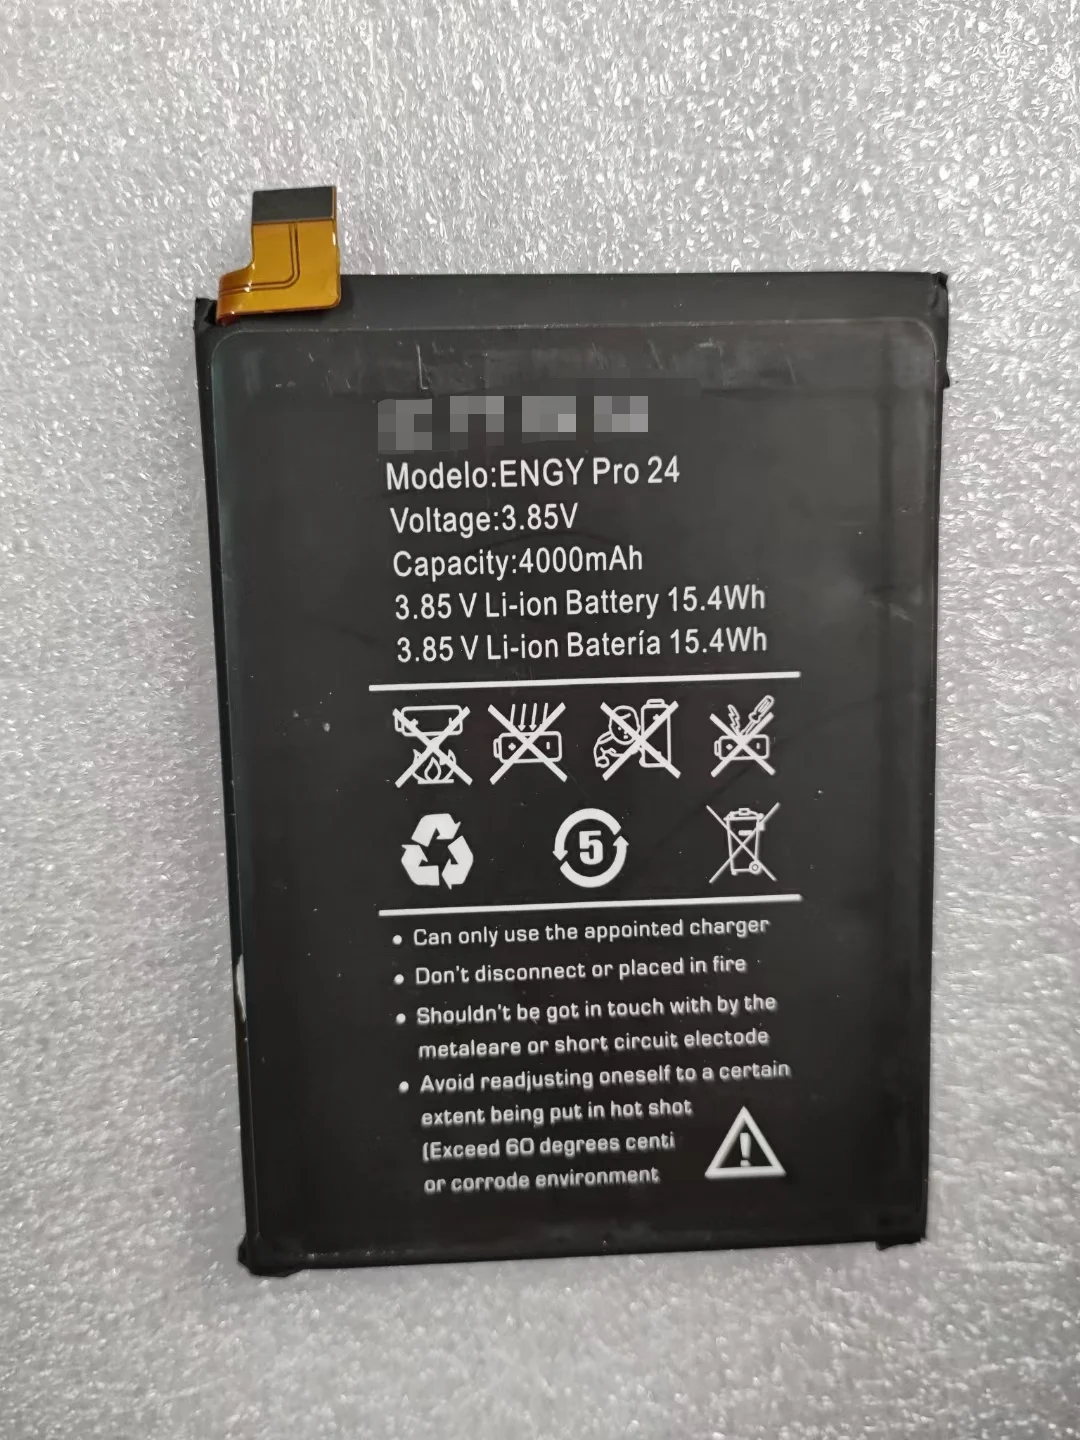 Modelo:ENGY Pro 24
Voltage:3.85V
Capacity:4000mAh
3.85 V Li-ion Battery 15.4Wh
3.85 V Li-ion Batería 15.4Wh
5
• Can only use the appointed charger
• Don't disconnect or placed in fire
• Shouldn't be got in touch with by the
metaleare or short circuit electode
• Avoid readjusting oneself to a certain
extent being put in hot shot
(Exceed 60 degrees centi
or corrode environment